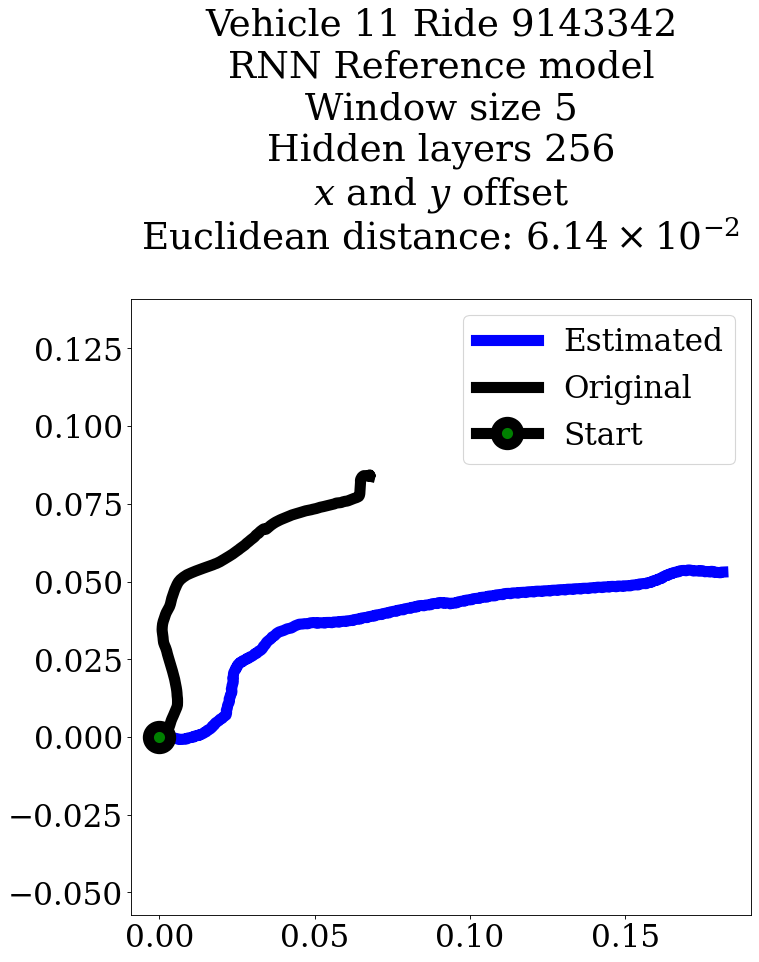 Vehicle 11 Ride 9143342
RNN Reference model
Window size 5
Hidden layers 256
x and y offset
Euclidean distance: 6.14 × 10⁻²
Estimated
Original
Start
0.125
0.100
0.075
0.050
0.025
0.000
−0.025
−0.050
0.00 0.05 0.10 0.15